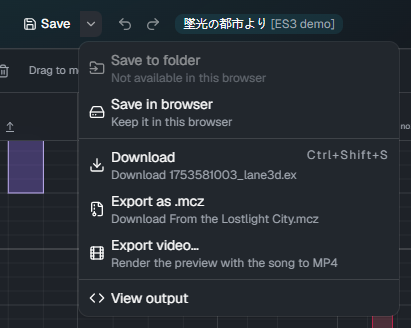 Save
墜光の都市より [ES3 demo]
Drag to m
Save to folder
Not available in this browser
Save in browser
Keep it in this browser
Download
Ctrl+Shift+S
Download 1753581003_lane3d.ex
Export as .mcz
Download From the Lostlight City.mcz
Export video...
Render the preview with the song to MP4
View output